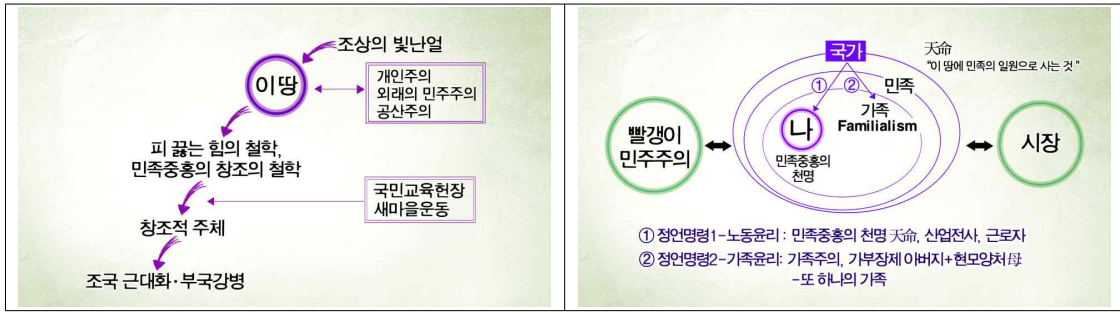 조상의 빛난얼
이 땅
개인주의
외래의 민주주의
공산주의
피 끓는 힘의 철학,
민족중흥의 창조의 철학
국민교육헌장
새마을운동
창조적 주체
조국 근대화·부국강병
국가
天命
"이 땅에 민족의 일원으로 사는 것"
① ②
민족
가족
Familialism
나
민족중흥의
천명
빨갱이
민주주의
시장
① 정언명령1-노동윤리 : 민족중흥의 천명 天命, 산업전사, 근로자
② 정언명령2-가족윤리: 가족주의, 가부장제 아버지+현모양처 母
-또 하나의 가족